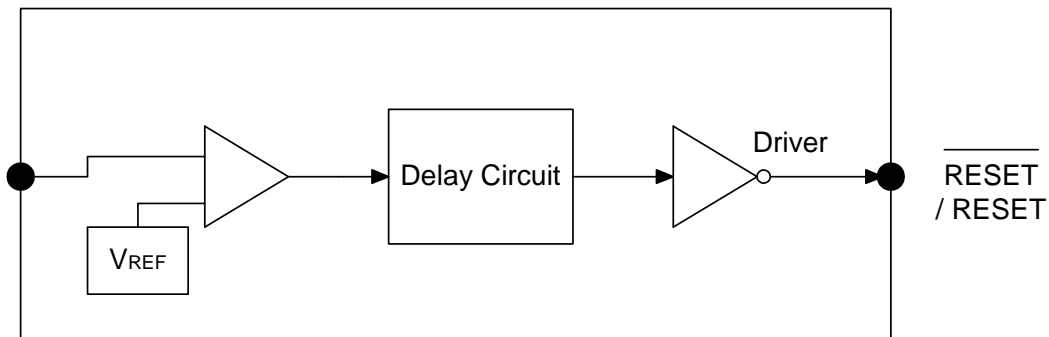 Driver
Delay Circuit
RESET
/ RESET
VREF